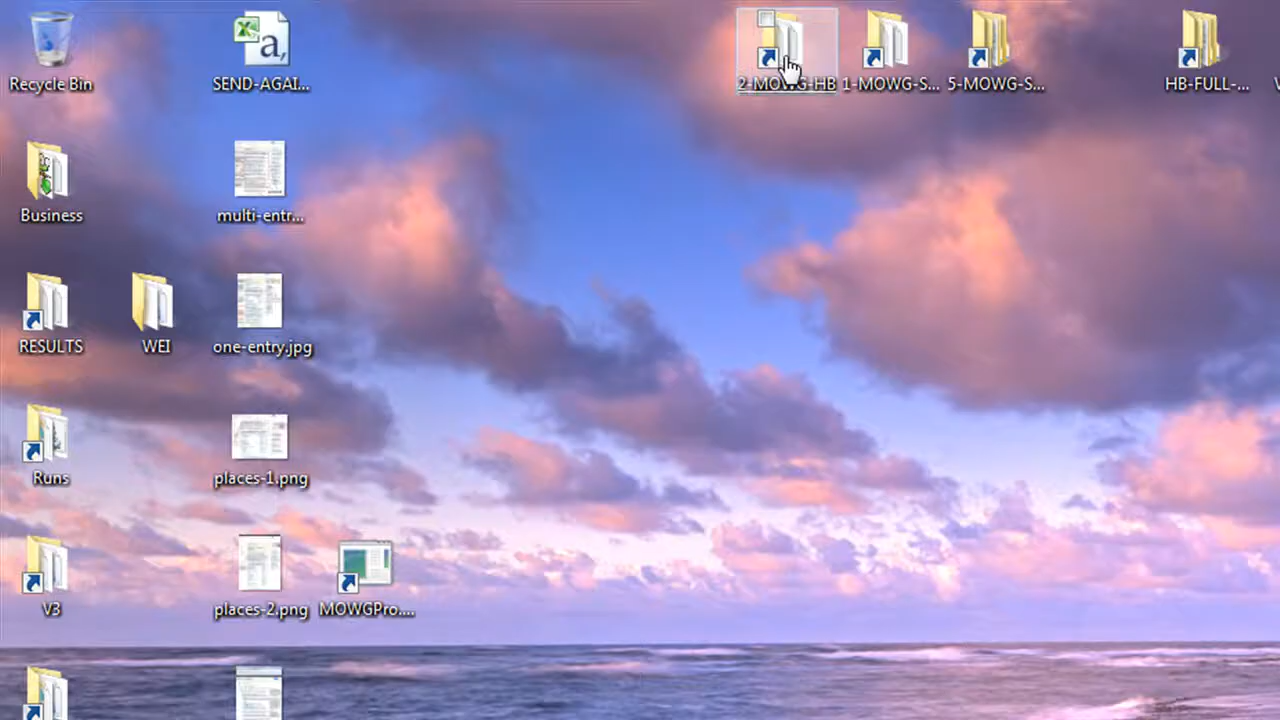 Recycle Bin
SEND-AGAI...
2-MOWG-HB
1-MOWG-S...
5-MOWG-S...
HB-FULL-...
Business
multi-entr...
RESULTS
WEI
one-entry.jpg
Runs
places-1.png
V3
places-2.png
MOWGPro....